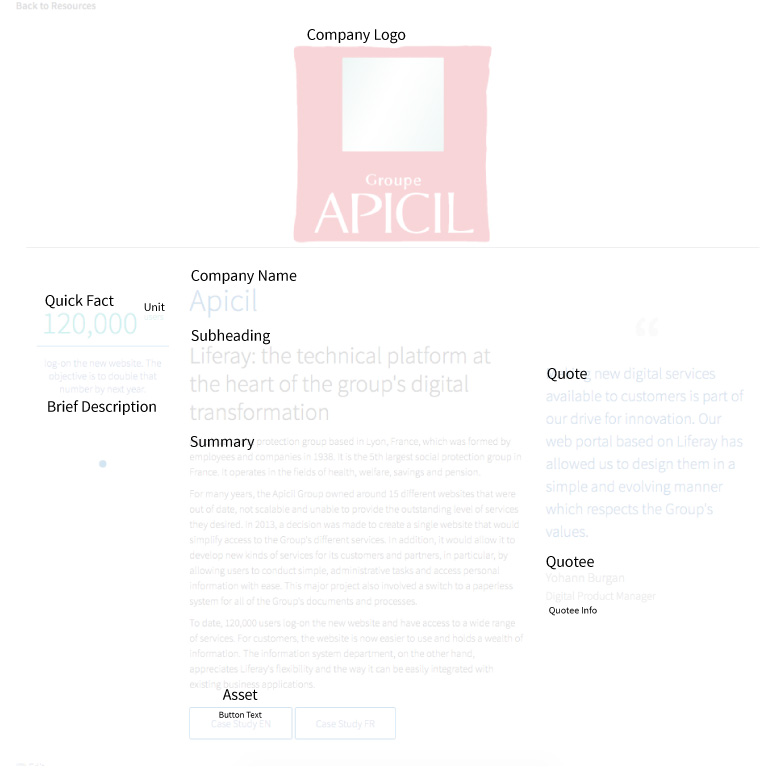 Back to Resources
Company Logo
Groupe
APICIL
Quick Fact
Unit
120,000
users
log-on the new website. The
objective is to double that
number by next year
Brief Description
Company Name
Apicil
Subheading
Liferay: the technical platform at
the heart of the group's digital
transformation
Summary protection group based in Lyon, France, which was formed by
employees and companies in 1938. It is the 6th largest social protection group in
France. It operates in the fields of health, welfare, savings and pension.
For many years, the Apicil Group owned around 15 different websites that were
out of date, not scalable and unable to provide the outstanding level of services
they desired. In 2013, a decision was made to create a single website that would
simplify access to the Group's different services. In addition, it would allow it to
develop new kinds of services for its customers and partners, in particular, by
allowing users to conduct simple, administrative tasks and access personal
information with ease. This major project also involved a switch to a paperless
system for all of the Group's documents and processes.
To date, 120,000 users log-on the new website and have access to a wide range
of services. For customers, the website is now easier to use and holds a wealth of
information. The information system department, on the other hand,
appreciates Liferay's flexibility and the way it can be easily integrated with
existing business applications.
Asset
Button Text
Case Study EN
Case Study FR
“
Quote new digital services
available to customers is part of
our drive for innovation. Our
web portal based on Liferay has
allowed us to design them in a
simple and evolving manner
which respects the Group's
values.
Quotee
Yohann Burgan
Digital Product Manager
Quotee Info